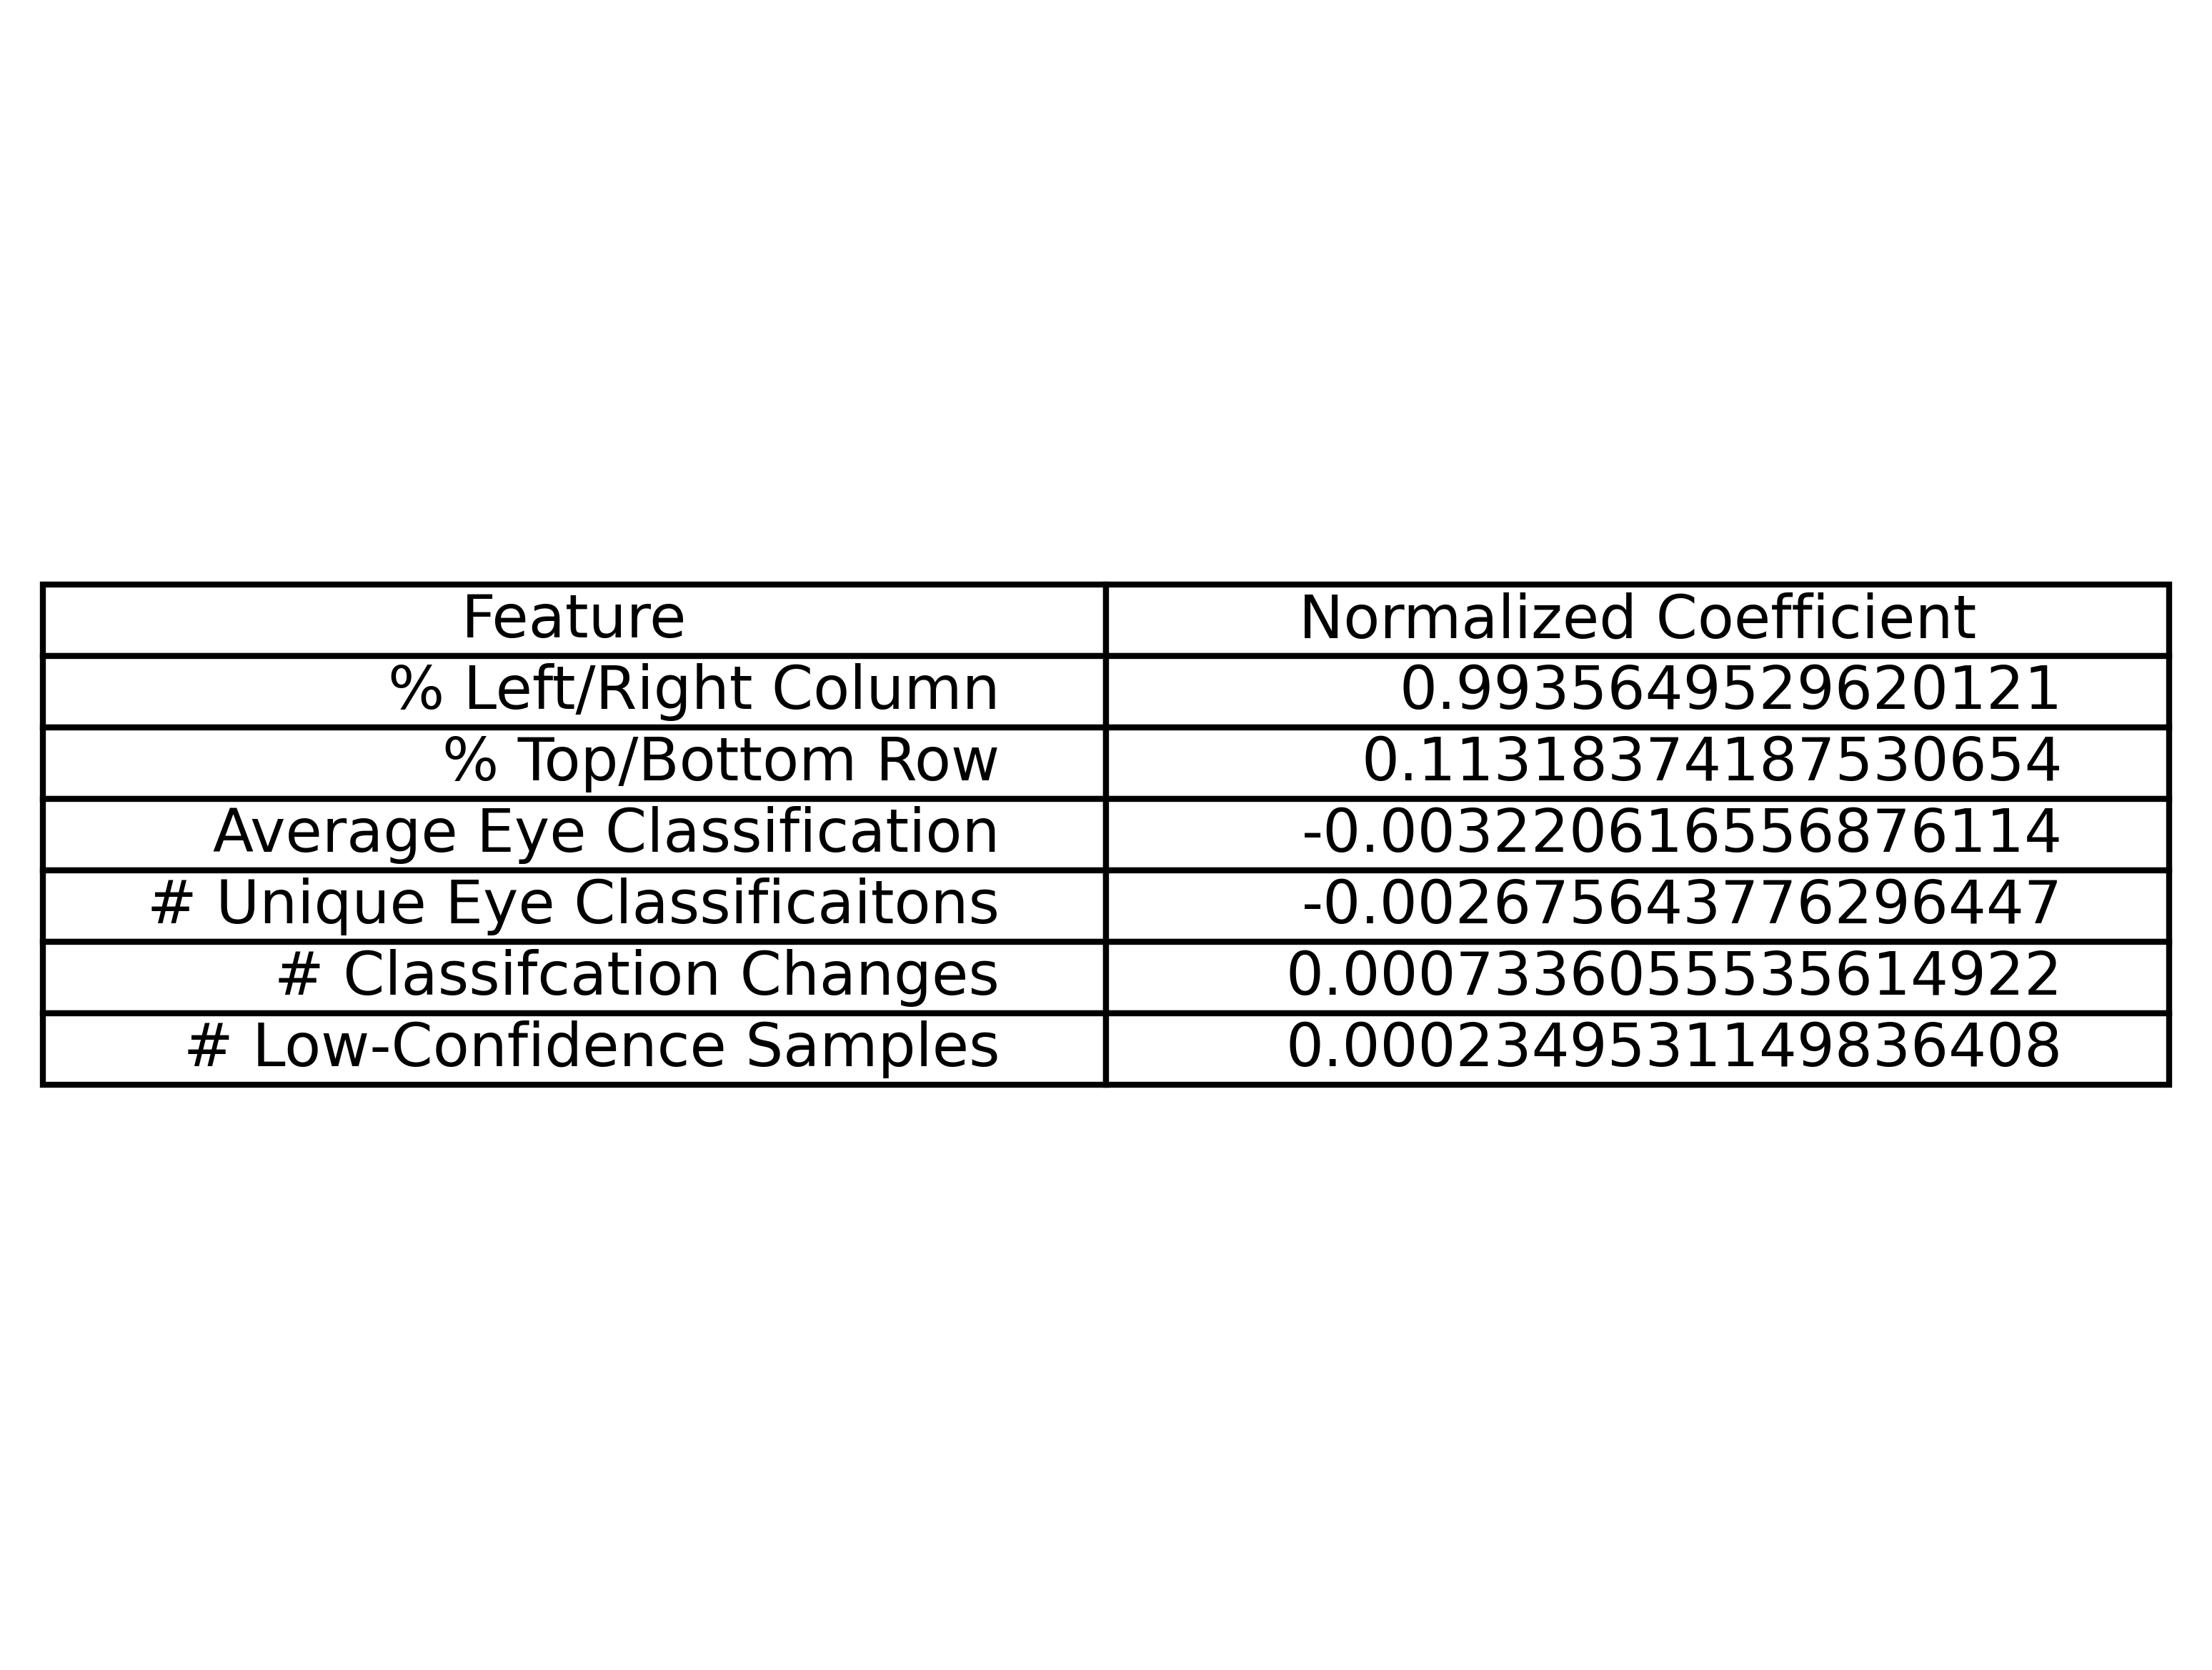 Feature Normalized Coefficient
% Left/Right Column 0.9935649529620121
% Top/Bottom Row 0.11318374187530654
Average Eye Classification -0.003220616556876114
# Unique Eye Classificaitons -0.0026756437762296447
# Classifcation Changes 0.0007336055535614922
# Low-Confidence Samples 0.0002349531149836408